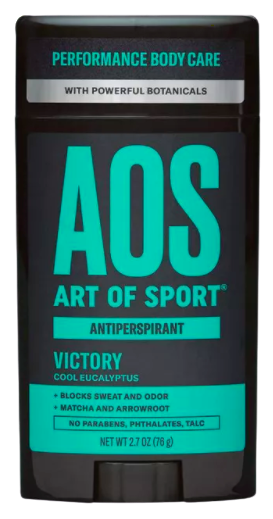 PERFORMANCE BODY CARE
WITH POWERFUL BOTANICALS
AOS
ART OF SPORT®
ANTIPERSPIRANT
VICTORY
COOL EUCALYPTUS
+ BLOCKS SWEAT AND ODOR
+ MATCHA AND ARROWROOT
NO PARABENS, PHTHALATES, TALC
NET WT 2.7 OZ (76 g)